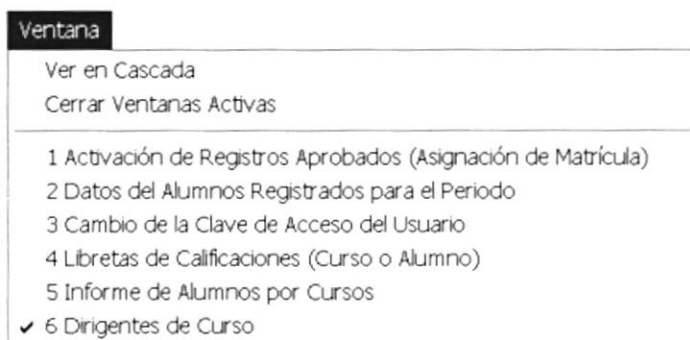 Ventana
Ver en Cascada
Cerrar Ventanas Activas
1 Activación de Registros Aprobados (Asignación de Matrícula)
2 Datos del Alumnos Registrados para el Periodo
3 Cambio de la Clave de Acceso del Usuario
4 Libretas de Calificaciones (Curso o Alumno)
5 Informe de Alumnos por Cursos
✓ 6 Dirigentes de Curso